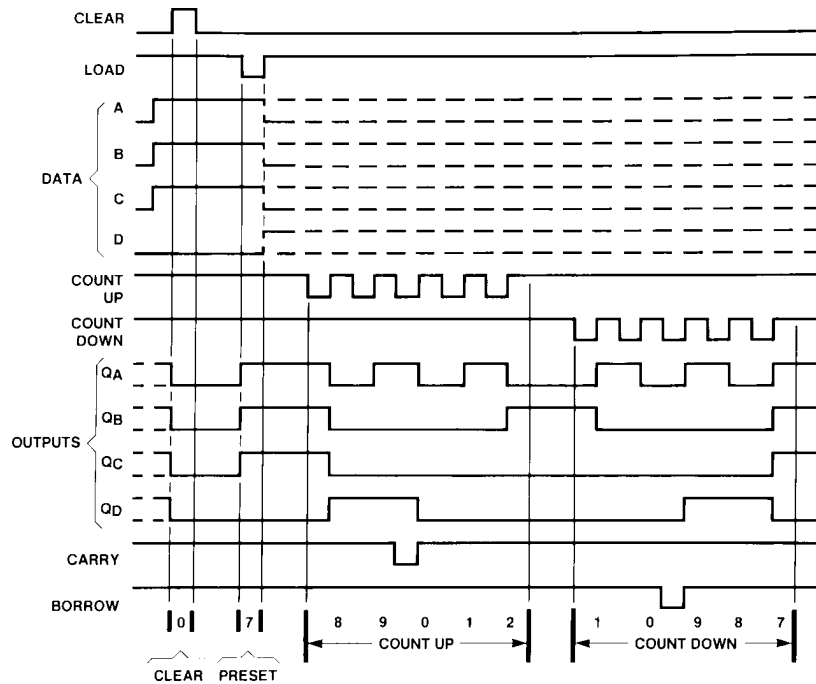 CLEAR
LOAD
A
B
DATA
C
D
COUNT
UP
COUNT
DOWN
QA
QB
OUTPUTS
QC
QD
CARRY
BORROW
0 7 8 9 0 1 2 1 0 9 8 7
COUNT UP COUNT DOWN
CLEAR PRESET